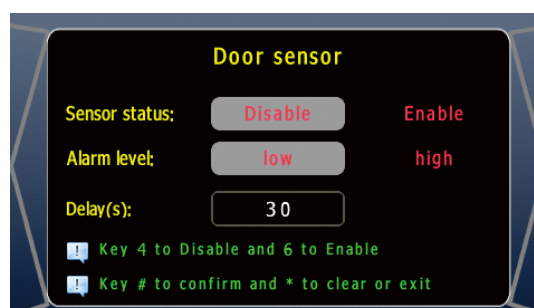 Door sensor
Sensor status: Disable Enable
Alarm level: low high
Delay(s): 30
! Key 4 to Disable and 6 to Enable
! Key # to confirm and * to clear or exit